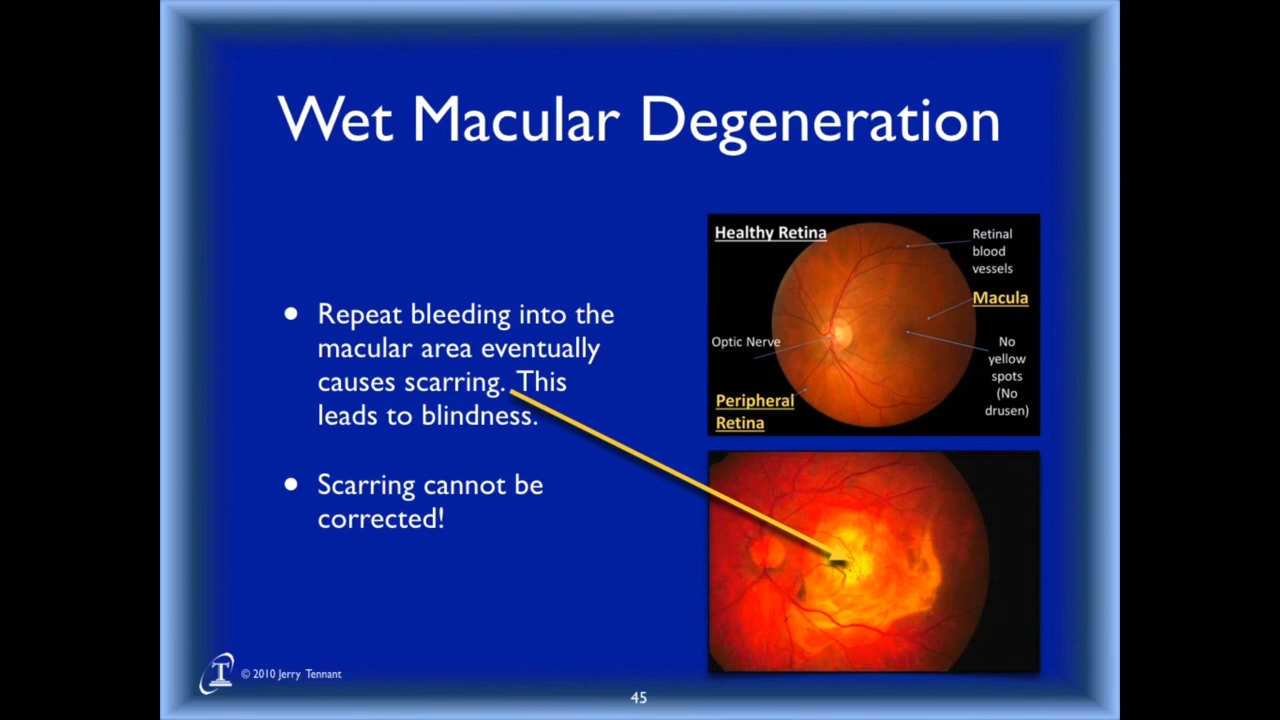 Wet Macular Degeneration
• Repeat bleeding into the
macular area eventually
causes scarring. This
leads to blindness.
• Scarring cannot be
corrected!
Healthy Retina
Retinal
blood
vessels
Macula
Optic Nerve
No
yellow
spots
(No
drusen)
Peripheral
Retina
T
© 2010 Jerry Tennant
45